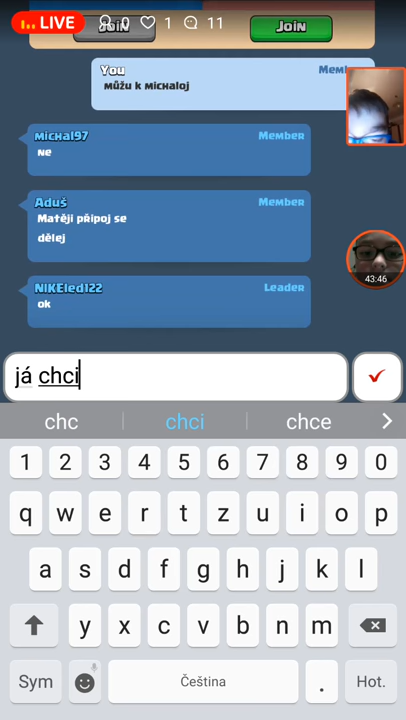 LIVE 0 1 11
Join Join
You
můžu k michaloj
Michal97 Member
Ne
Aduš Member
Matěji připoj se
dělej
NIKEled122 Leader
ok
43:46
já chci
chc chci chce
1 2 3 4 5 6 7 8 9 0
q w e r t z u i o p
a s d f g h j k l
y x c v b n m
Sym Čeština . Hot.